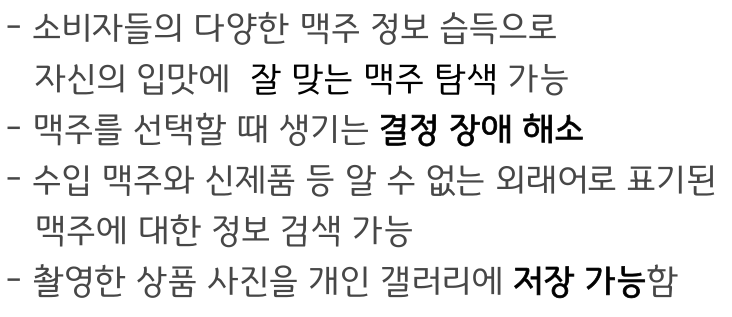 - 소비자들의 다양한 맥주 정보 습득으로
자신의 입맛에 잘 맞는 맥주 탐색 가능
- 맥주를 선택할 때 생기는 결정 장애 해소
- 수입 맥주와 신제품 등 알 수 없는 외래어로 표기된
맥주에 대한 정보 검색 가능
- 촬영한 상품 사진을 개인 갤러리에 저장 가능함